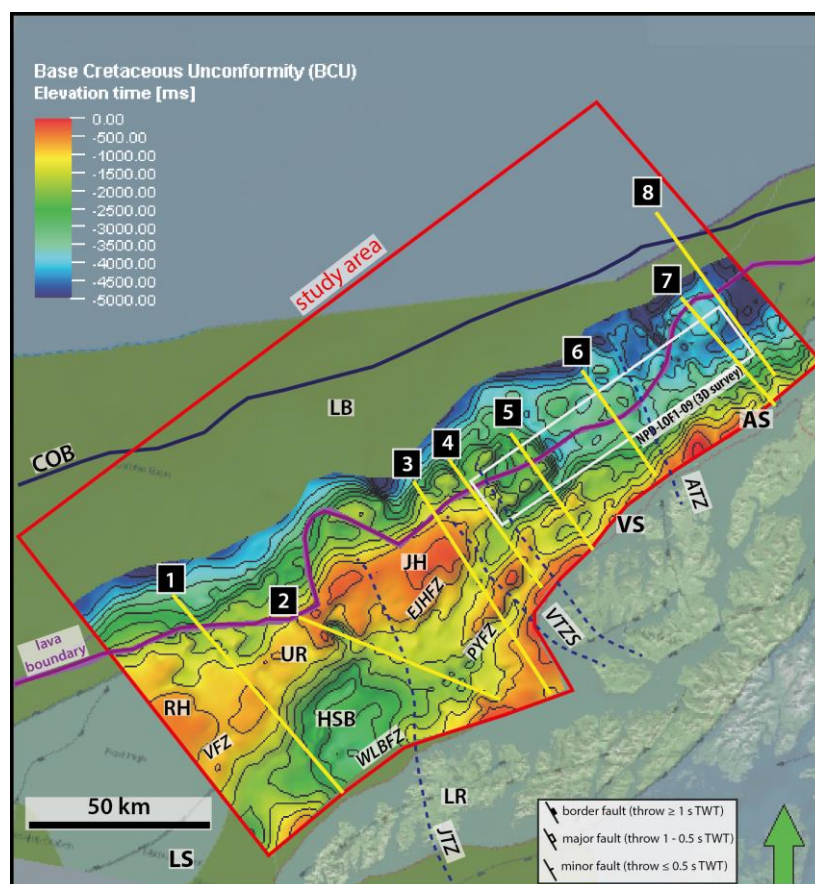 Base Cretaceous Unconformity (BCU)
Elevation time [ms]
0.00
-500.00
-1000.00
-1500.00
-2000.00
-2500.00
-3000.00
-3500.00
-4000.00
-4500.00
-5000.00
study area
8
7
6
5
4
3
1
2
LB
COB
NPD-LOF1-09 (3D survey)
AS
VS
ATZ
JH
EJHFZ
PYFZ
VTZS
lava
boundary
UR
RH
VFZ
HSB
WLBFZ
LR
JTZ
50 km
LS
border fault (throw ≥ 1 s TWT)
major fault (throw 1 - 0.5 s TWT)
minor fault (throw ≤ 0.5 s TWT)